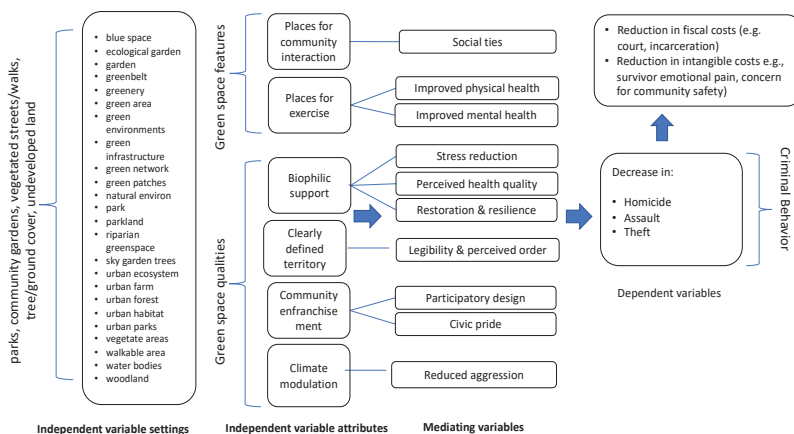 parks, community gardens, vegetated streets/walks,
tree/ground cover, undeveloped land
• blue space
• ecological garden
• garden
• greenbelt
• greenery
• green area
• green
environments
• green
infrastructure
• green network
• green patches
• natural environ
• park
• parkland
• riparian
greenspace
• sky garden trees
• urban ecosystem
• urban farm
• urban forest
• urban habitat
• urban parks
• vegetate areas
• walkable area
• water bodies
• woodland
Independent variable settings
Green space features
Places for
community
interaction
Places for
exercise
Green space qualities
Biophilic
support
Clearly
defined
territory
Community
enfranchise
ment
Climate
modulation
Independent variable attributes
Social ties
Improved physical health
Improved mental health
Stress reduction
Perceived health quality
Restoration & resilience
Legibility & perceived order
Participatory design
Civic pride
Reduced aggression
Mediating variables
• Reduction in fiscal costs (e.g.
court, incarceration)
• Reduction in intangible costs e.g.,
survivor emotional pain, concern
for community safety)
Decrease in:
• Homicide
• Assault
• Theft
Criminal Behavior
Dependent variables